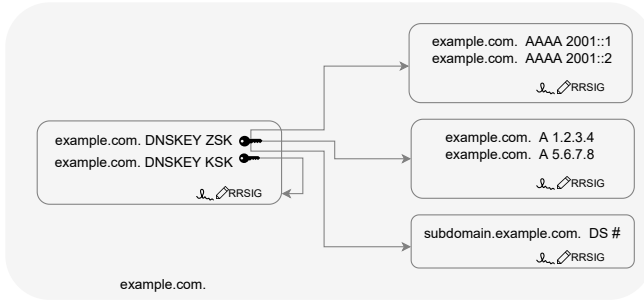 example.com. AAAA 2001::1
example.com. AAAA 2001::2
RRSIG
example.com. DNSKEY ZSK
example.com. DNSKEY KSK
RRSIG
example.com. A 1.2.3.4
example.com. A 5.6.7.8
RRSIG
subdomain.example.com. DS #
RRSIG
example.com.